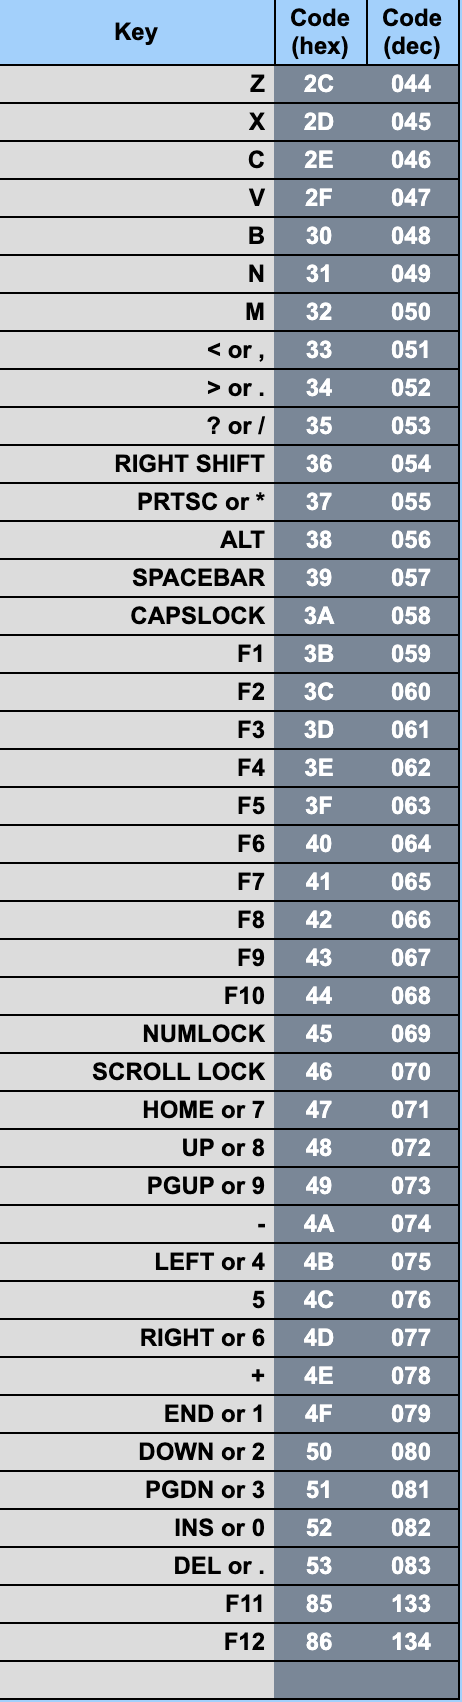 Key Code (hex) Code (dec)
Z 2C 044
X 2D 045
C 2E 046
V 2F 047
B 30 048
N 31 049
M 32 050
< or , 33 051
> or . 34 052
? or / 35 053
RIGHT SHIFT 36 054
PRTSC or * 37 055
ALT 38 056
SPACEBAR 39 057
CAPSLOCK 3A 058
F1 3B 059
F2 3C 060
F3 3D 061
F4 3E 062
F5 3F 063
F6 40 064
F7 41 065
F8 42 066
F9 43 067
F10 44 068
NUMLOCK 45 069
SCROLL LOCK 46 070
HOME or 7 47 071
UP or 8 48 072
PGUP or 9 49 073
- 4A 074
LEFT or 4 4B 075
5 4C 076
RIGHT or 6 4D 077
+ 4E 078
END or 1 4F 079
DOWN or 2 50 080
PGDN or 3 51 081
INS or 0 52 082
DEL or . 53 083
F11 85 133
F12 86 134